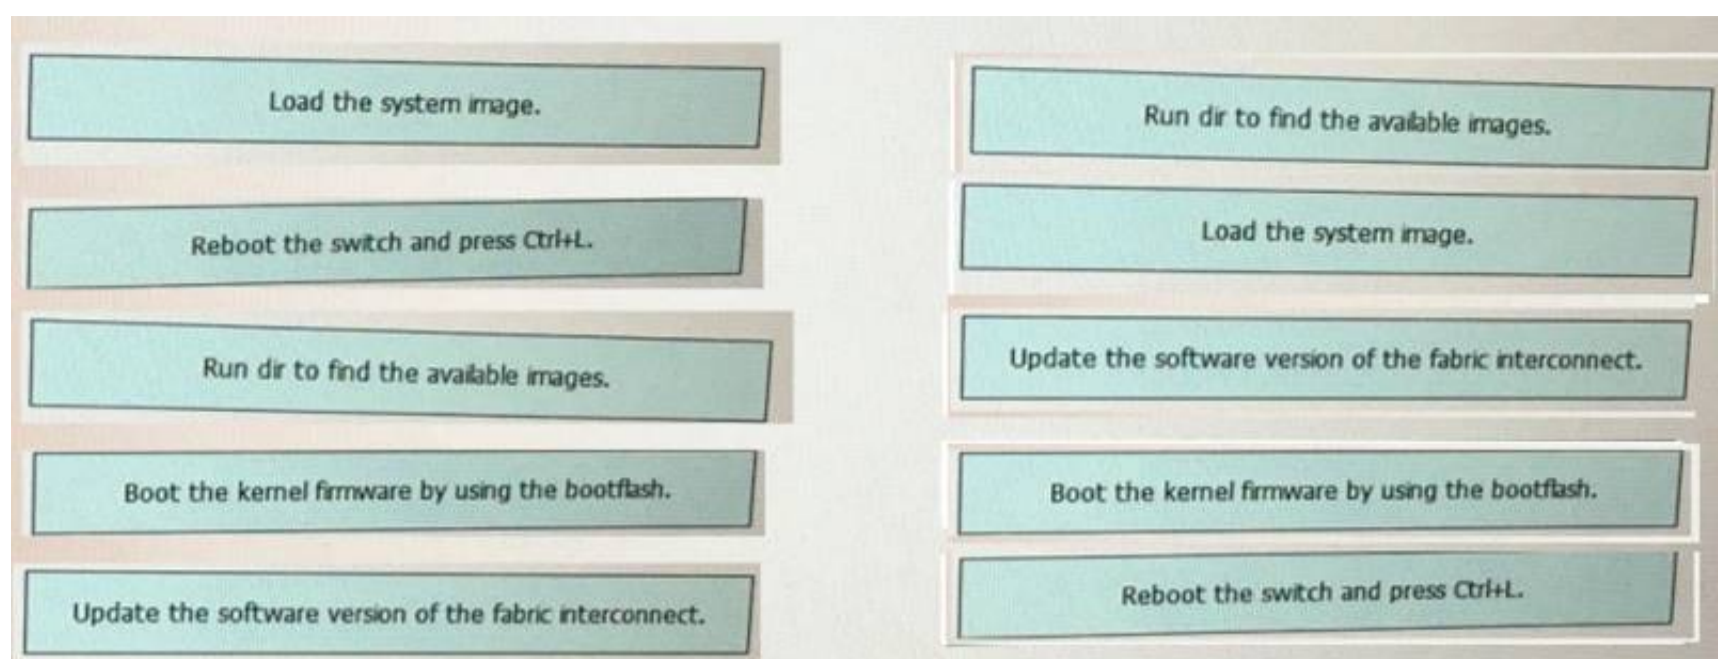 Load the system image.
Reboot the switch and press Ctrl+L.
Run dir to find the available images.
Boot the kernel firmware by using the bootflash.
Update the software version of the fabric interconnect.
Run dir to find the available images.
Load the system image.
Update the software version of the fabric interconnect.
Boot the kernel firmware by using the bootflash.
Reboot the switch and press Ctrl+L.